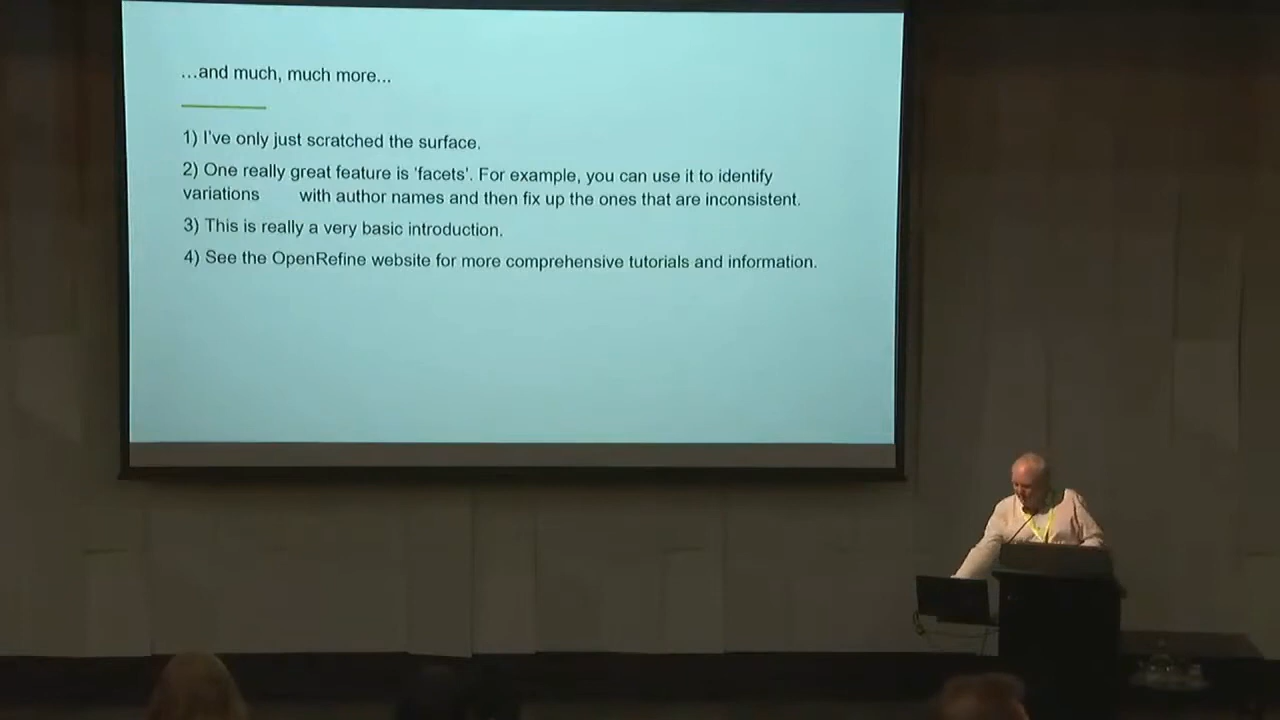 ...and much, much more...
1) I've only just scratched the surface.
2) One really great feature is 'facets'. For example, you can use it to identify
variations with author names and then fix up the ones that are inconsistent.
3) This is really a very basic introduction.
4) See the OpenRefine website for more comprehensive tutorials and information.